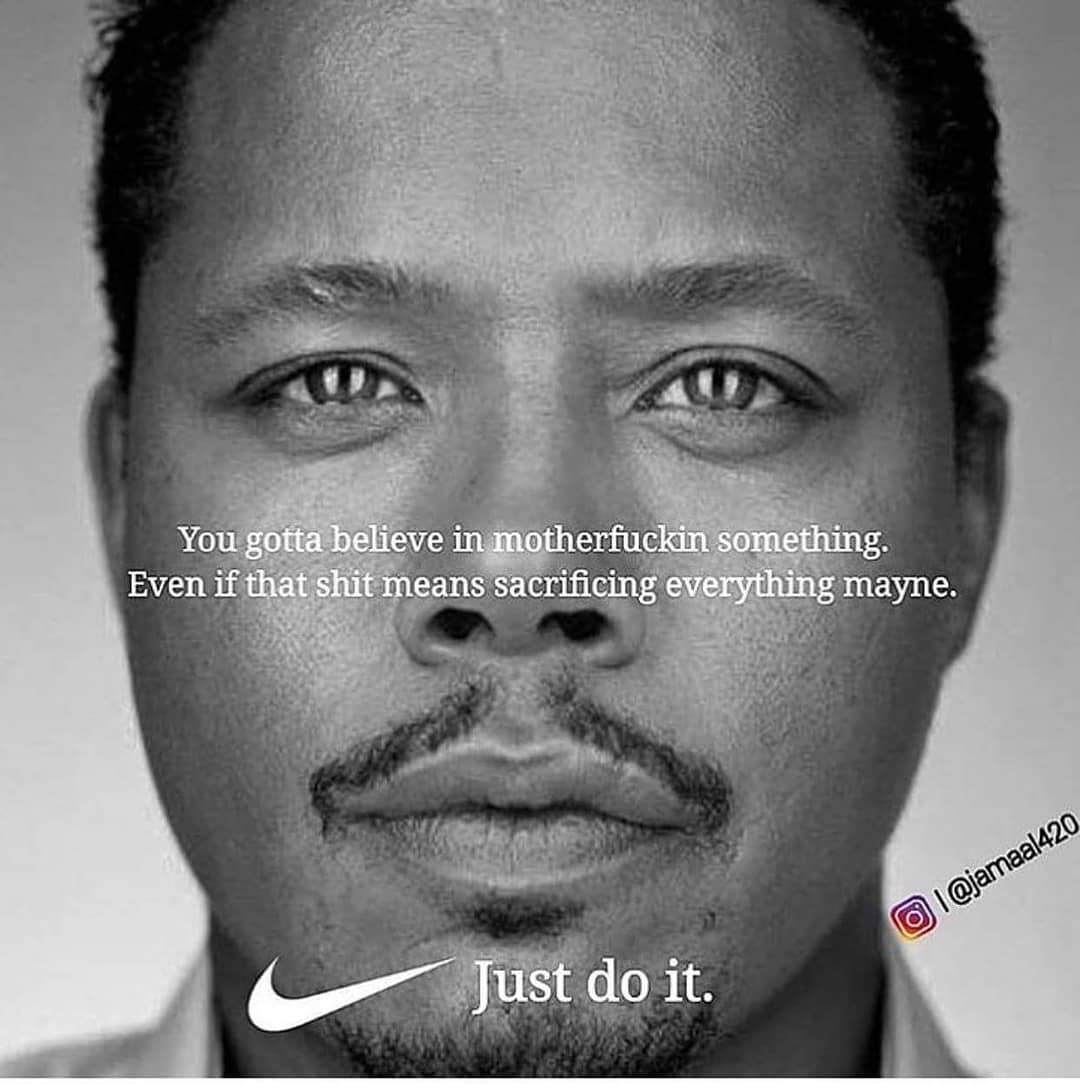 You gotta believe in motherfuckin something.
Even if that shit means sacrificing everything mayne.
| @jamaal420
Just do it.